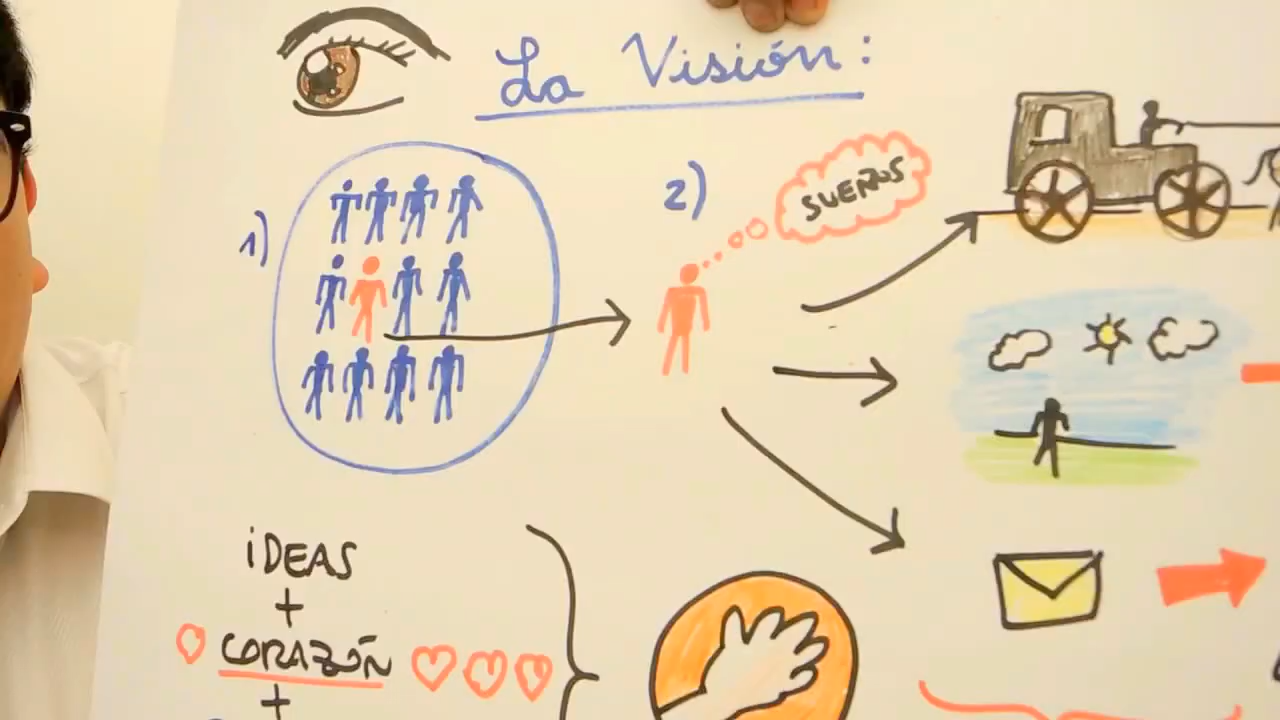 La Visión:
1)
2)
SUEÑOS
iDEAS
+
CORAZÓN
+